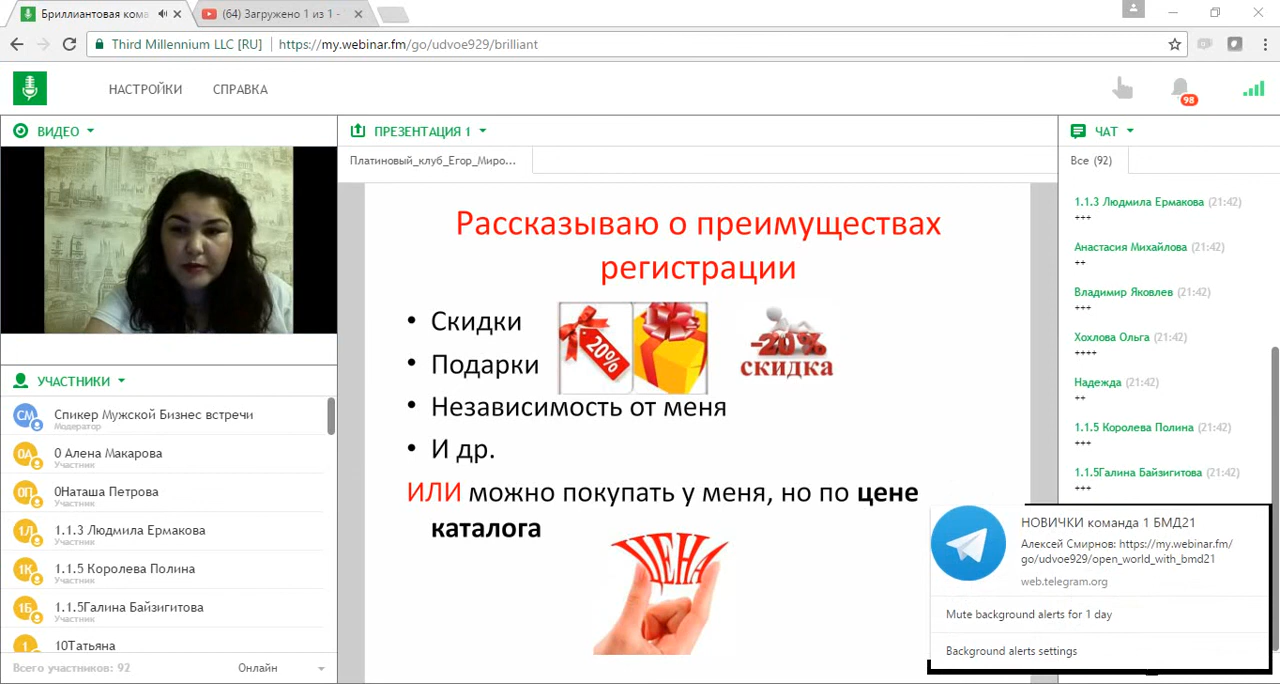 Бриллиантовая кома
(64) Загружено 1 из 1 -
Third Millennium LLC [RU]
https://my.webinar.fm/go/udvoe929/brilliant
НАСТРОЙКИ
СПРАВКА
98
ВИДЕО
ПРЕЗЕНТАЦИЯ 1
ЧАТ
Платиновый_клуб_Егор_Миро...
Все (92)
Рассказываю о преимуществах
регистрации
• Скидки
• Подарки
• Независимость от меня
• И др.
ИЛИ можно покупать у меня, но по цене
каталога
20%
-20%
скидка
ЦЕНА
УЧАСТНИКИ
СМ
Спикер Мужской Бизнес встречи
Модератор
0А
0 Алена Макарова
Участник
0П
0Наташа Петрова
Участник
1Л
1.1.3 Людмила Ермакова
Участник
1К
1.1.5 Королева Полина
Участник
1Б
1.1.5Галина Байзигитова
Участник
1
10Татьяна
Всего участников: 92
Онлайн
1.1.3 Людмила Ермакова (21:42)
+++
Анастасия Михайлова (21:42)
++
Владимир Яковлев (21:42)
+++
Хохлова Ольга (21:42)
++++
Надежда (21:42)
++
1.1.5 Королева Полина (21:42)
+++
1.1.5Галина Байзигитова (21:42)
+++
НОВИЧКИ команда 1 БМД21
Алексей Смирнов: https://my.webinar.fm/
go/udvoe929/open_world_with_bmd21
web.telegram.org
Mute background alerts for 1 day
Background alerts settings